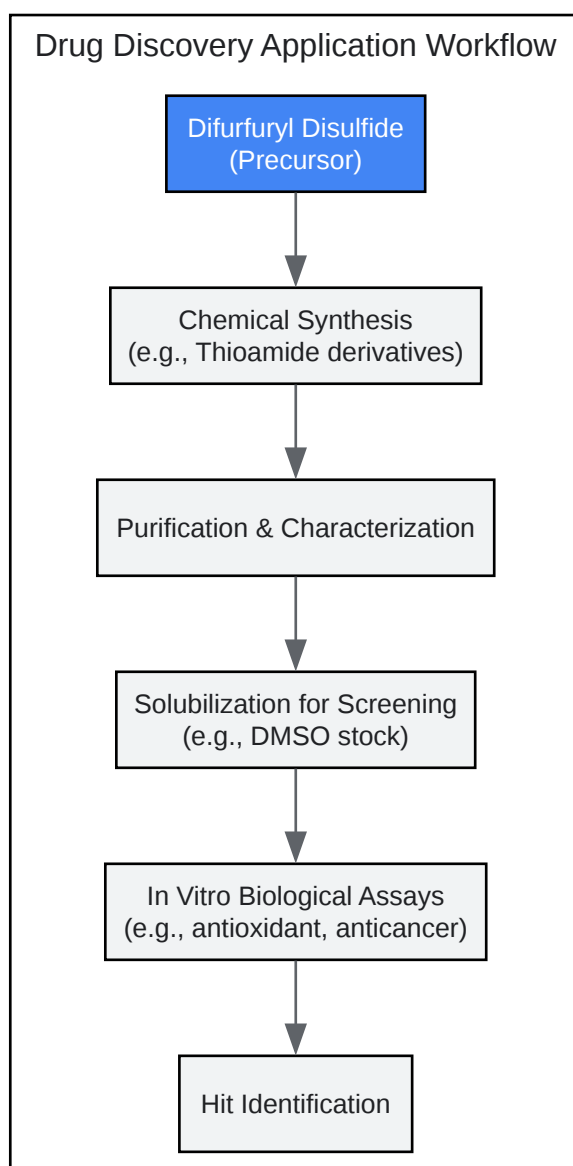 Drug Discovery Application Workflow
Difurfuryl Disulfide
(Precursor)
Chemical Synthesis
(e.g., Thioamide derivatives)
Purification & Characterization
Solubilization for Screening
(e.g., DMSO stock)
In Vitro Biological Assays
(e.g., antioxidant, anticancer)
Hit Identification